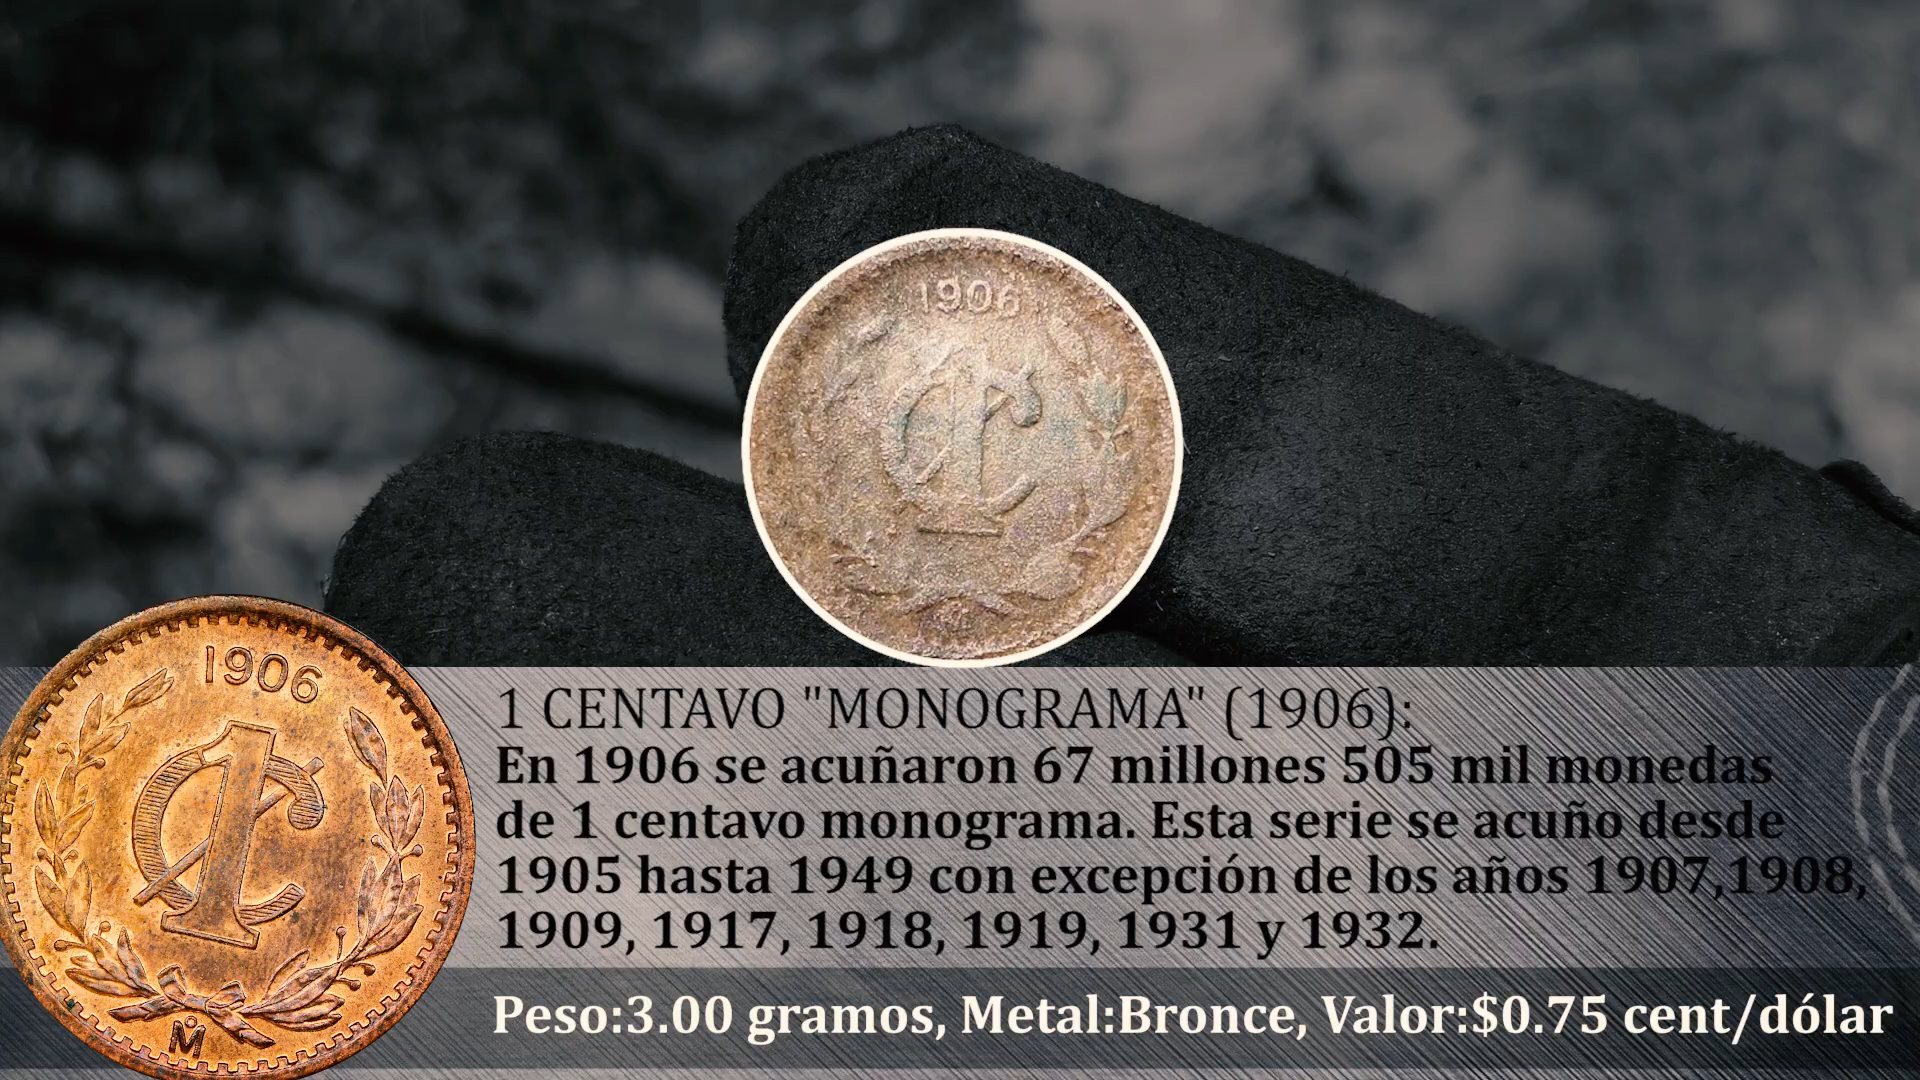 1906
1906
M
1 CENTAVO "MONOGRAMA" (1906):
En 1906 se acuñaron 67 millones 505 mil monedas
de 1 centavo monograma. Esta serie se acuño desde
1905 hasta 1949 con excepción de los años 1907,1908,
1909, 1917, 1918, 1919, 1931 y 1932.
Peso:3.00 gramos, Metal:Bronce, Valor:$0.75 cent/dólar